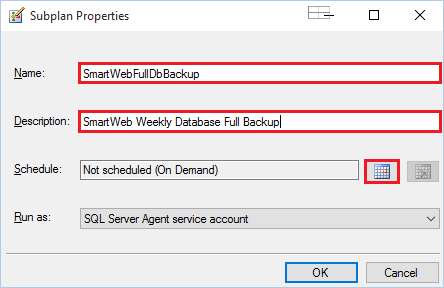 Subplan Properties
Name: SmartWebFullDbBackup
Description: SmartWeb Weekly Database Full Backup
Schedule: Not scheduled (On Demand)
Run as: SQL Server Agent service account
OK Cancel